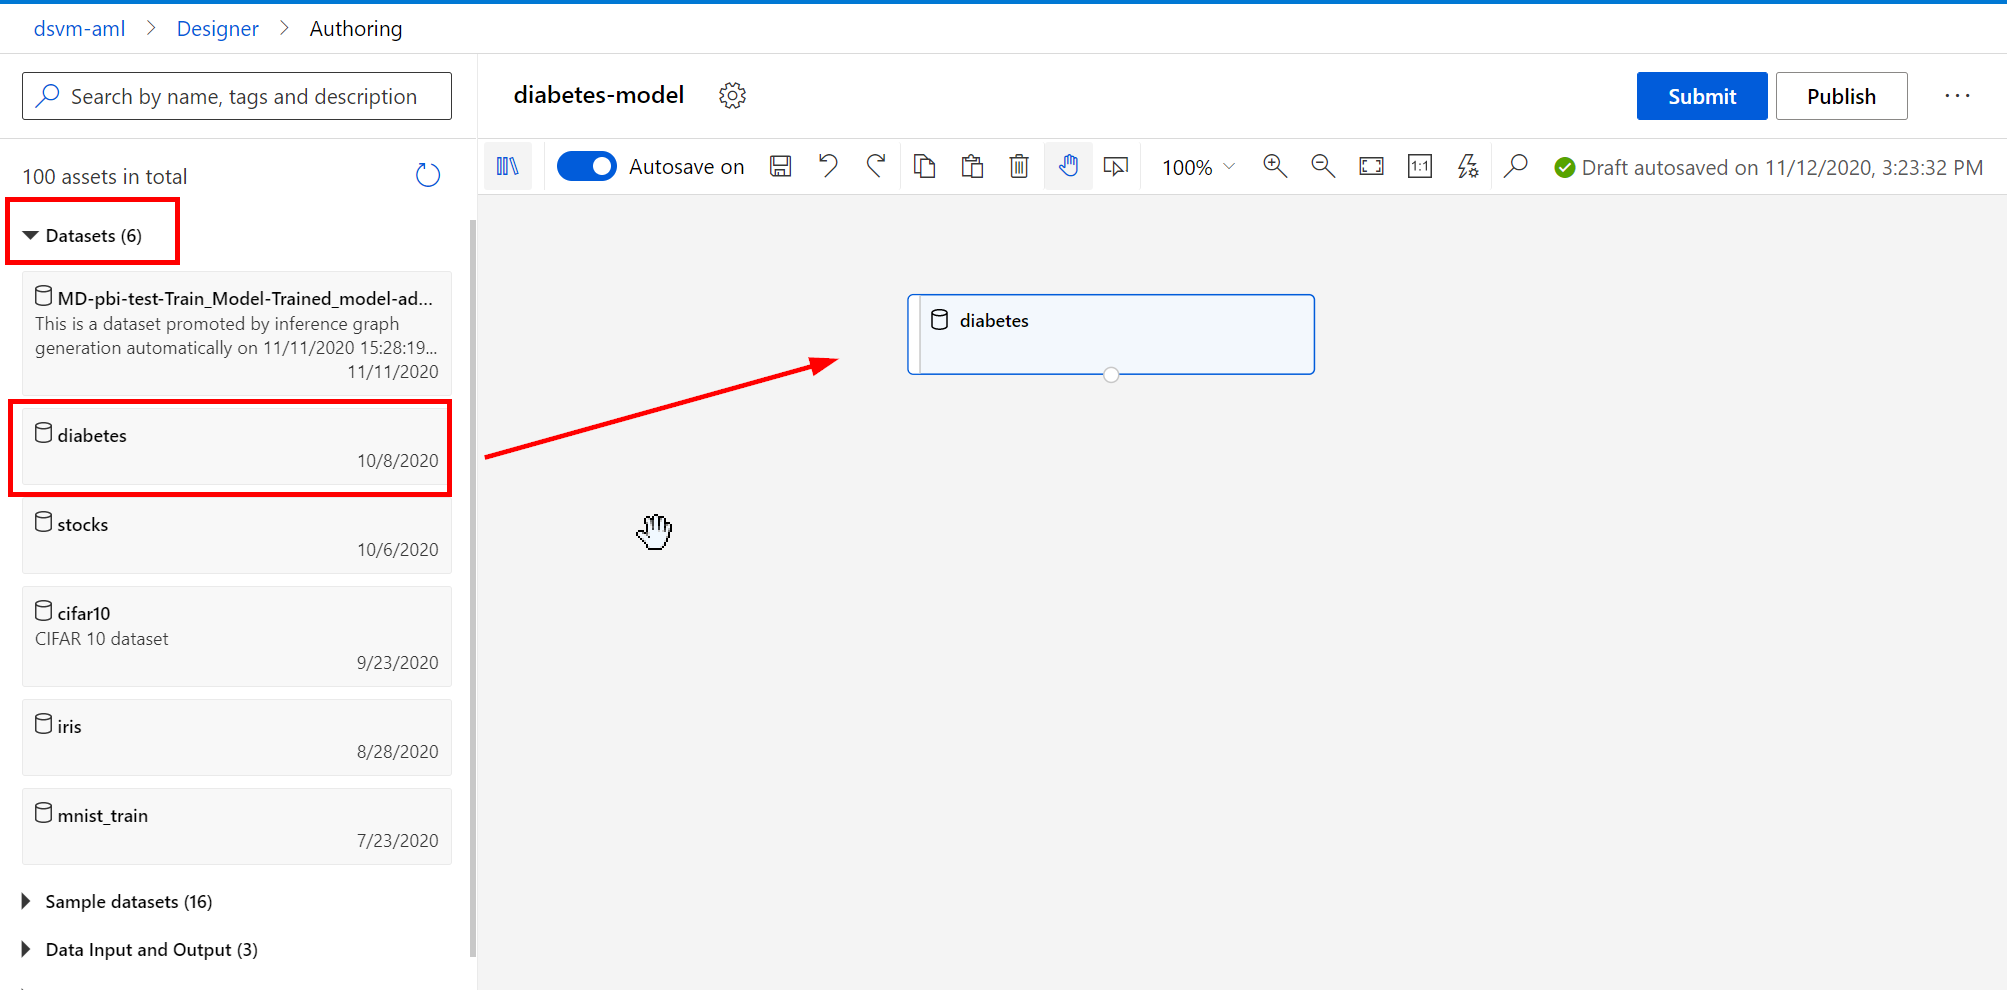 dsvm-aml > Designer > Authoring
Search by name, tags and description
diabetes-model
Submit
Publish
...
100 assets in total
Autosave on
100%
1:1
Draft autosaved on 11/12/2020, 3:23:32 PM
Datasets (6)
MD-pbi-test-Train_Model-Trained_model-ad...
This is a dataset promoted by inference graph
generation automatically on 11/11/2020 15:28:19...
11/11/2020
diabetes
10/8/2020
stocks
10/6/2020
cifar10
CIFAR 10 dataset
9/23/2020
iris
8/28/2020
mnist_train
7/23/2020
Sample datasets (16)
Data Input and Output (3)
diabetes